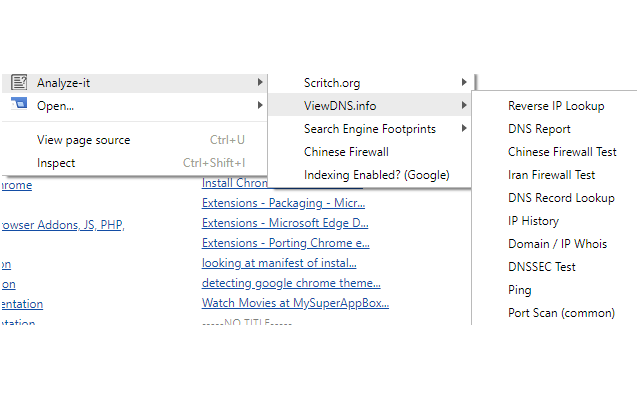 Analyze-it
Open...
View page source Ctrl+U
Inspect Ctrl+Shift+I
Scritch.org
ViewDNS.info
Search Engine Footprints
Chinese Firewall
Indexing Enabled? (Google)
Reverse IP Lookup
DNS Report
Chinese Firewall Test
Iran Firewall Test
DNS Record Lookup
IP History
Domain / IP Whois
DNSSEC Test
Ping
Port Scan (common)
rowser Addons, JS, PHP,
on
on
entation
Install Chro
Extensions - Packaging - Micr...
Extensions - Microsoft Edge D...
Extensions - Porting Chrome e...
looking at manifest of instal...
detecting google chrome theme...
Watch Movies at MySuperAppBox...
-----NO TITLE-----